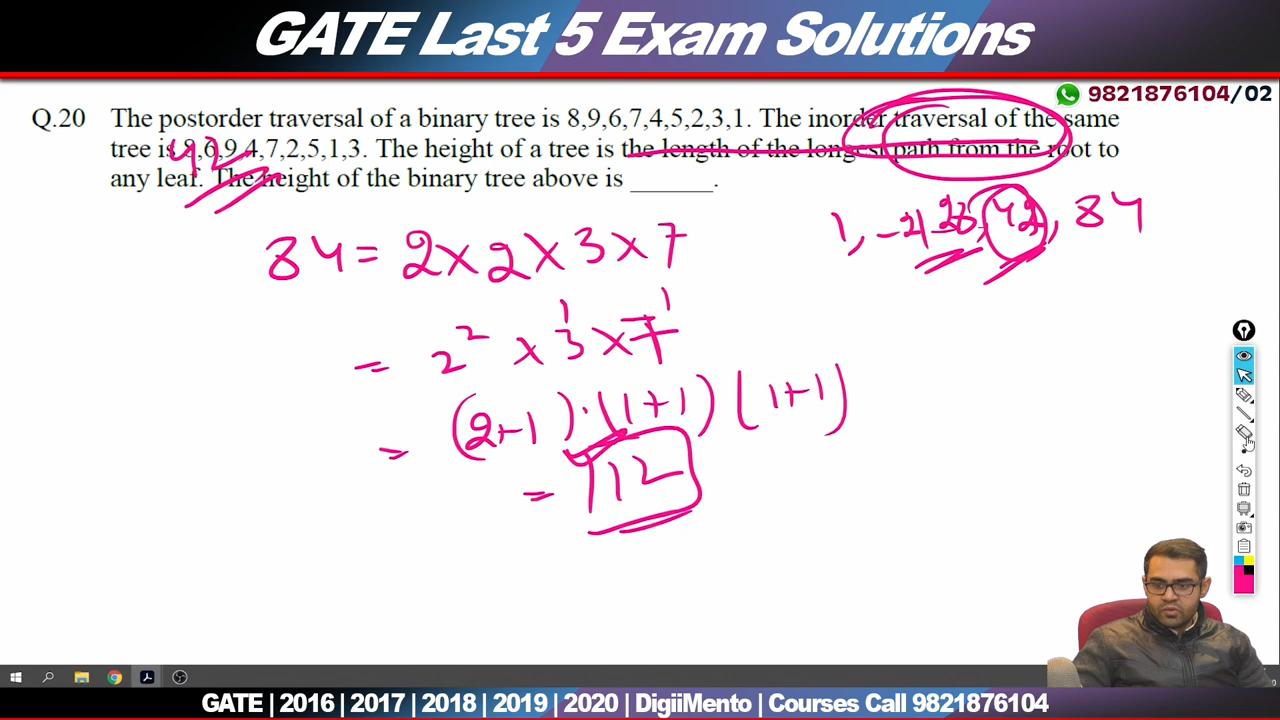 GATE Last 5 Exam Solutions
9821876104/02
Q.20 The postorder traversal of a binary tree is 8,9,6,7,4,5,2,3,1. The inorder traversal of the same
tree is 8,6,9,4,7,2,5,1,3. The height of a tree is the length of the longest path from the root to
any leaf. The height of the binary tree above is _______.
42
1, 42, 84
84 = 2 × 2 × 3 × 7
= 2² × 3¹ × 7¹
= (2+1) · (1+1) (1+1)
= 12
GATE | 2016 | 2017 | 2018 | 2019 | 2020 | DigiiMento | Courses Call 9821876104